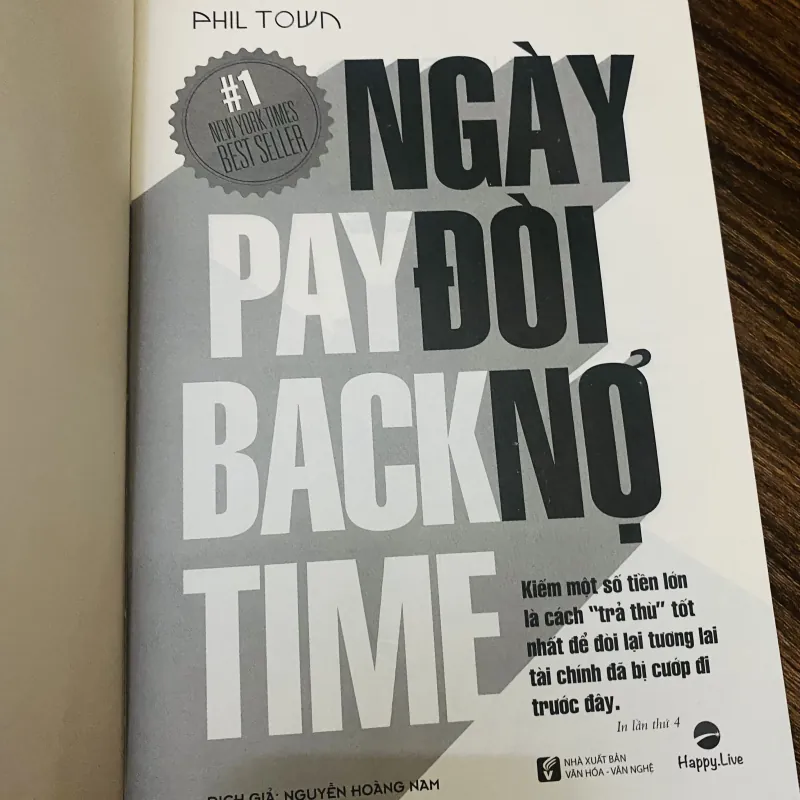 PHIL TOWN
#1
NEW YORK TIMES
BEST SELLER
NGÀY
PAY ĐÒI
BACK NỢ
TIME
Kiếm một số tiền lớn
là cách "trả thù" tốt
nhất để đòi lại tương lai
tài chính đã bị cướp đi
trước đây.
In lần thứ 4
NHÀ XUẤT BẢN
VĂN HÓA - VĂN NGHỆ
Happy.Live
DỊCH GIẢ: NGUYỄN HOÀNG NAM